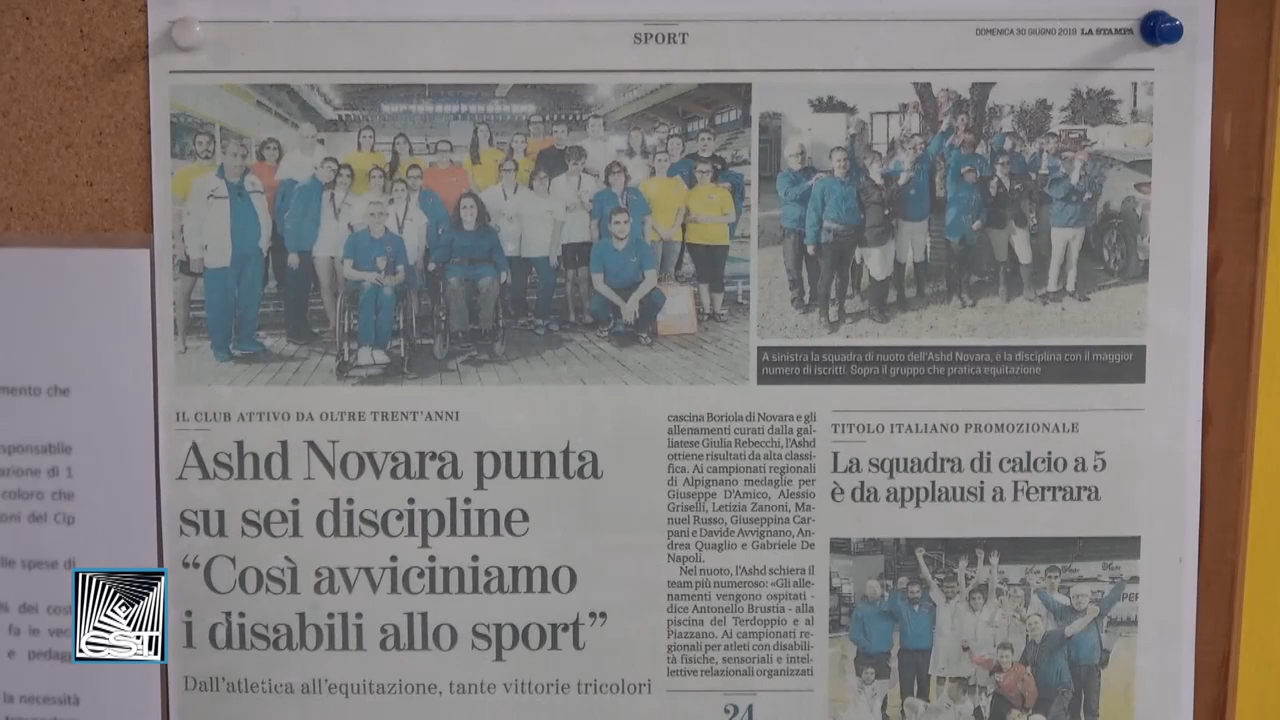 SPORT
DOMENICA 30 GIUGNO 2019 LA STAMPA
A sinistra la squadra di nuoto dell'Ashd Novara, e la disciplina con il maggior
numero di iscritti. Sopra il gruppo che pratica equitazione
IL CLUB ATTIVO DA OLTRE TRENT'ANNI
Ashd Novara punta
su sei discipline
“Così avviciniamo
i disabili allo sport”
Dall'atletica all'equitazione, tante vittorie tricolori
cascina Boriola di Novara e gli
allenamenti curati dalla gal-
liatese Giulia Rebecchi, l'Ashd
ottiene risultati da alta classi-
fica. Ai campionati regionali
di Alpignano medaglie per
Giuseppe D'Amico, Alessio
Griselli, Letizia Zanoni, Ma-
nuel Russo, Giuseppina Car-
pani e Davide Avvignano, An-
drea Quaglio e Gabriele De
Napoli.
Nel nuoto, l'Ashd schiera il
team più numeroso: «Gli alle-
namenti vengono ospitati -
dice Antonello Brustia - alla
piscina del Terdoppio e al
Piazzano. Ai campionati re-
gionali per atleti con disabili-
tà fisiche, sensoriali e intel-
lettive relazionali organizzati
24
TITOLO ITALIANO PROMOZIONALE
La squadra di calcio a 5
è da applausi a Ferrara
mento che
sponsabile
azione di 1
coloro che
oni del Cip
lle spese di
% dei cost
fa le veci
e pedag
la necessità
CST